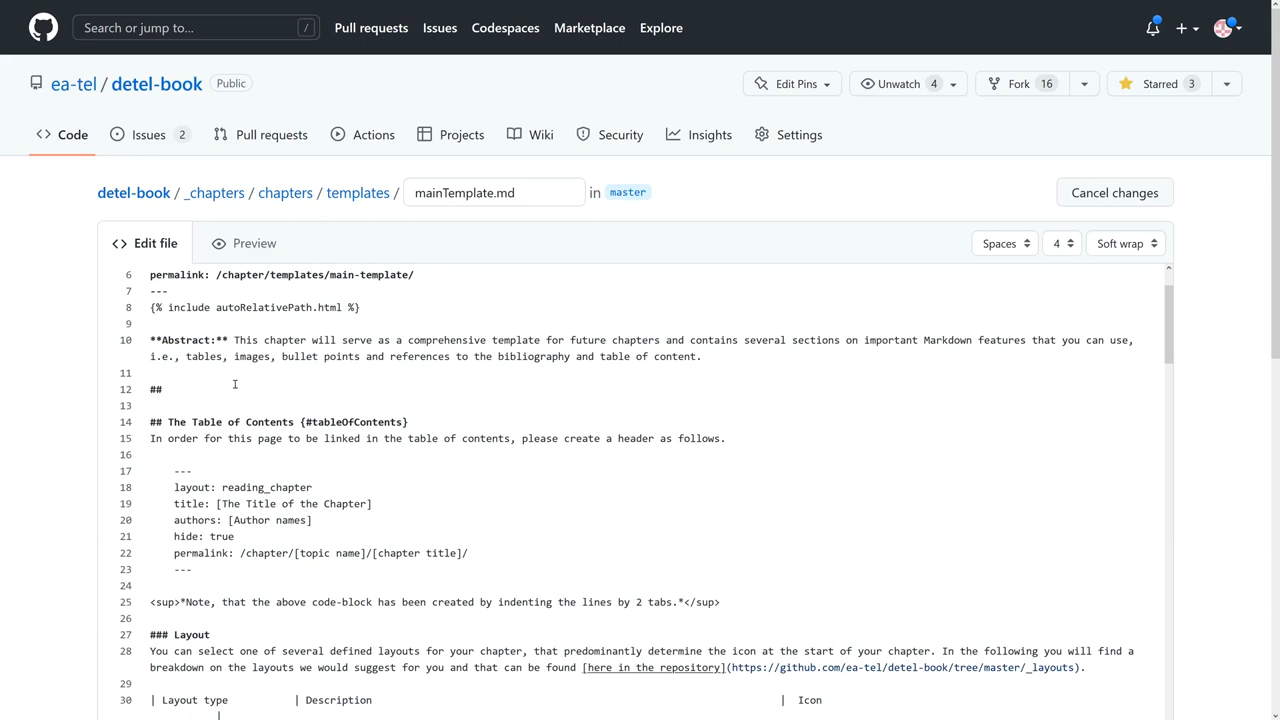 Search or jump to... / Pull requests Issues Codespaces Marketplace Explore
ea-tel / detel-book Public Edit Pins Unwatch 4 Fork 16 Starred 3
Code Issues 2 Pull requests Actions Projects Wiki Security Insights Settings
detel-book / _chapters / chapters / templates / mainTemplate.md in master Cancel changes
Edit file Preview Spaces 4 Soft wrap
6 permalink: /chapter/templates/main-template/
7 ---
8 {% include autoRelativePath.html %}
9
10 **Abstract:** This chapter will serve as a comprehensive template for future chapters and contains several sections on important Markdown features that you can use,
i.e., tables, images, bullet points and references to the bibliography and table of content.
11
12 ##
13
14 ## The Table of Contents {#tableOfContents}
15 In order for this page to be linked in the table of contents, please create a header as follows.
16
17 ---
18 layout: reading_chapter
19 title: [The Title of the Chapter]
20 authors: [Author names]
21 hide: true
22 permalink: /chapter/[topic name]/[chapter title]/
23 ---
24
25 <sup>*Note, that the above code-block has been created by indenting the lines by 2 tabs.*</sup>
26
27 ### Layout
28 You can select one of several defined layouts for your chapter, that predominantly determine the icon at the start of your chapter. In the following you will find a
breakdown on the layouts we would suggest for you and that can be found [here in the repository](https://github.com/ea-tel/detel-book/tree/master/_layouts).
29
30 | Layout type | Description | Icon
|